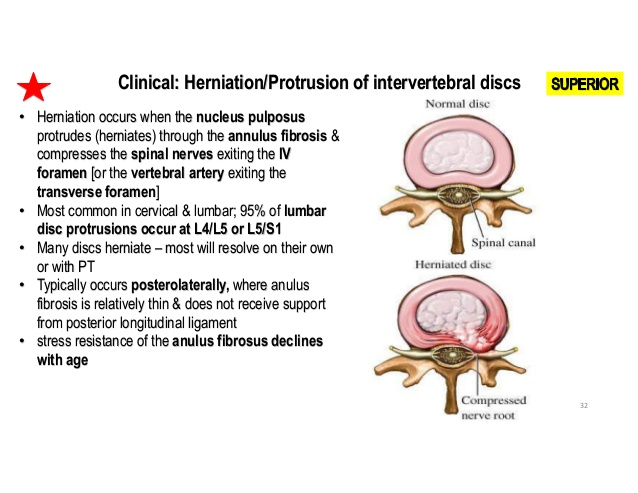 Clinical: Herniation/Protrusion of intervertebral discs
SUPERIOR
• Herniation occurs when the nucleus pulposus
protrudes (herniates) through the annulus fibrosis &
compresses the spinal nerves exiting the IV
foramen [or the vertebral artery exiting the
transverse foramen]
• Most common in cervical & lumbar; 95% of lumbar
disc protrusions occur at L4/L5 or L5/S1
• Many discs herniate – most will resolve on their own
or with PT
• Typically occurs posterolaterally, where anulus
fibrosis is relatively thin & does not receive support
from posterior longitudinal ligament
• stress resistance of the anulus fibrosus declines
with age
Normal disc
Spinal canal
Herniated disc
Compressed
nerve root
32